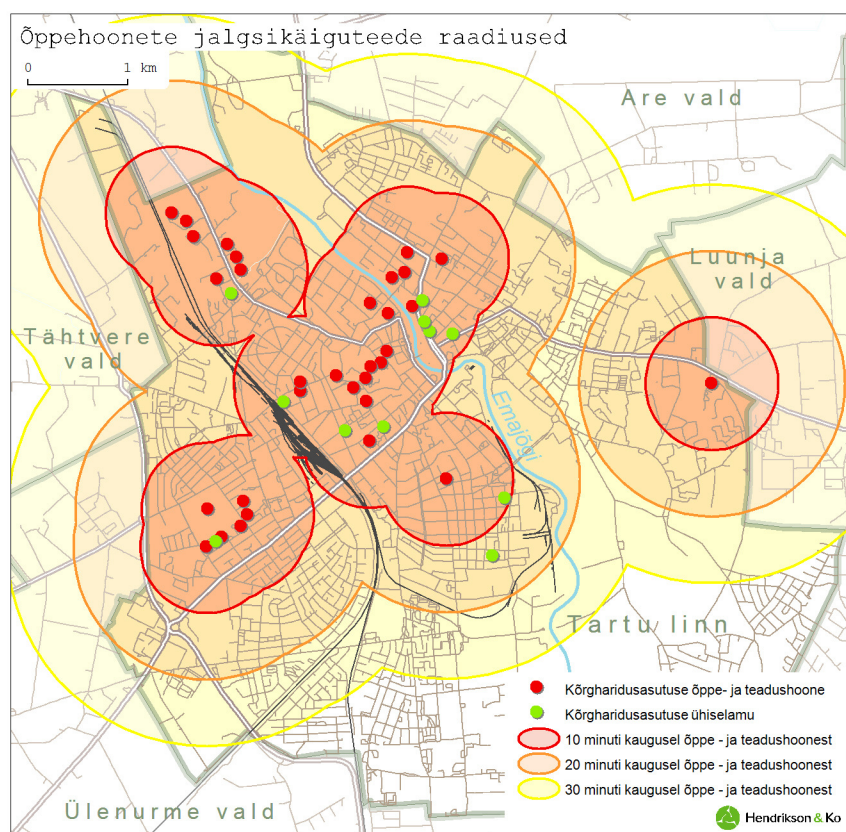 Õppehoonete jalgsikäiguteede raadiused
0 1 km
Are vald
Luunja
vald
Tähtvere
vald
Emajõgi
Tartu linn
Ülenurme vald
Kõrgharidusasutuse õppe- ja teadushoone
Kõrgharidusasutuse ühiselamu
10 minuti kaugusel õppe - ja teadushoonest
20 minuti kaugusel õppe - ja teadushoonest
30 minuti kaugusel õppe - ja teadushoonest
Hendrikson & Ko